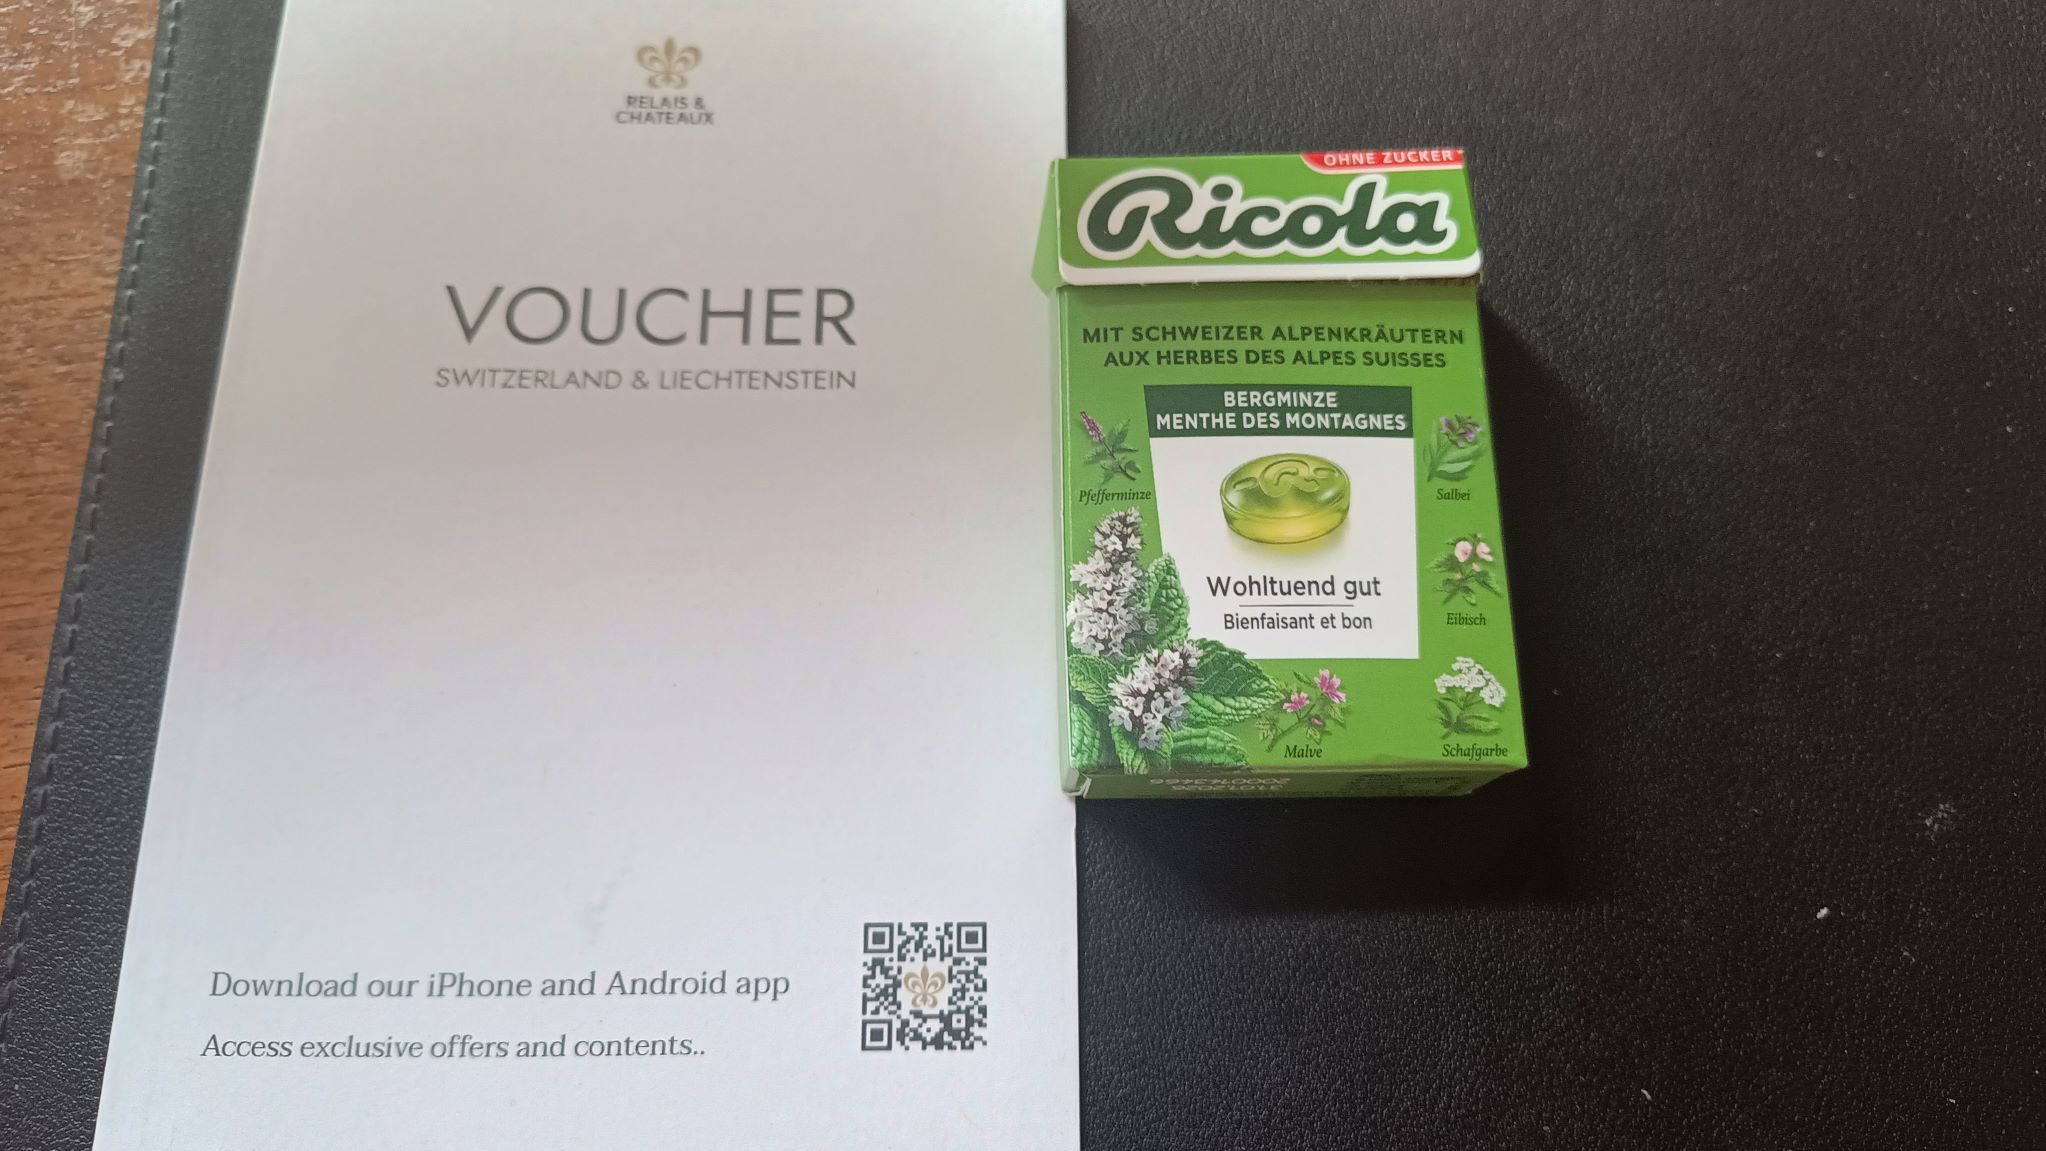 RELAIS &
CHATEAUX
VOUCHER
SWITZERLAND & LIECHTENSTEIN
Download our iPhone and Android app
Access exclusive offers and contents..
OHNE ZUCKER
Ricola
MIT SCHWEIZER ALPENKRÄUTERN
AUX HERBES DES ALPES SUISSES
BERGMINZE
MENTHE DES MONTAGNES
Pfefferminze
Salbei
Wohltuend gut
Bienfaisant et bon
Eibisch
Malve
Schafgarbe